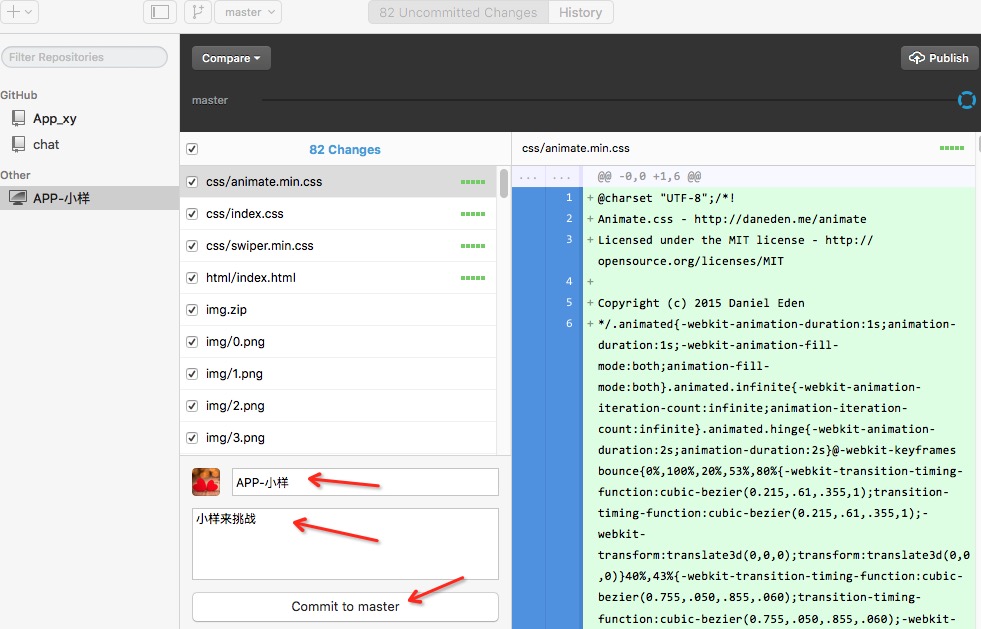 master
82 Uncommitted Changes
History
Filter Repositories
GitHub
App_xy
chat
Other
APP-小样
Compare
Publish
master
82 Changes
css/animate.min.css
css/index.css
css/swiper.min.css
html/index.html
img.zip
img/0.png
img/1.png
img/2.png
img/3.png
APP-小样
小样来挑战
Commit to master
css/animate.min.css
... ... @@ -0,0 +1,6 @@
1 +@charset "UTF-8";/*!
2 +Animate.css - http://daneden.me/animate
3 +Licensed under the MIT license - http://
opensource.org/licenses/MIT
4 +
5 +Copyright (c) 2015 Daniel Eden
6 +*/.animated{-webkit-animation-duration:1s;animation-
duration:1s;-webkit-animation-fill-
mode:both;animation-fill-
mode:both}.animated.infinite{-webkit-animation-
iteration-count:infinite;animation-iteration-
count:infinite}.animated.hinge{-webkit-animation-
duration:2s;animation-duration:2s}@-webkit-keyframes
bounce{0%,100%,20%,53%,80%{-webkit-transition-timing-
function:cubic-bezier(0.215,.61,.355,1);transition-
timing-function:cubic-bezier(0.215,.61,.355,1);-
webkit-
transform:translate3d(0,0,0);transform:translate3d(0,0
,0)}40%,43%{-webkit-transition-timing-function:cubic-
bezier(0.755,.050,.855,.060);transition-timing-
function:cubic-bezier(0.755,.050,.855,.060);-webkit-